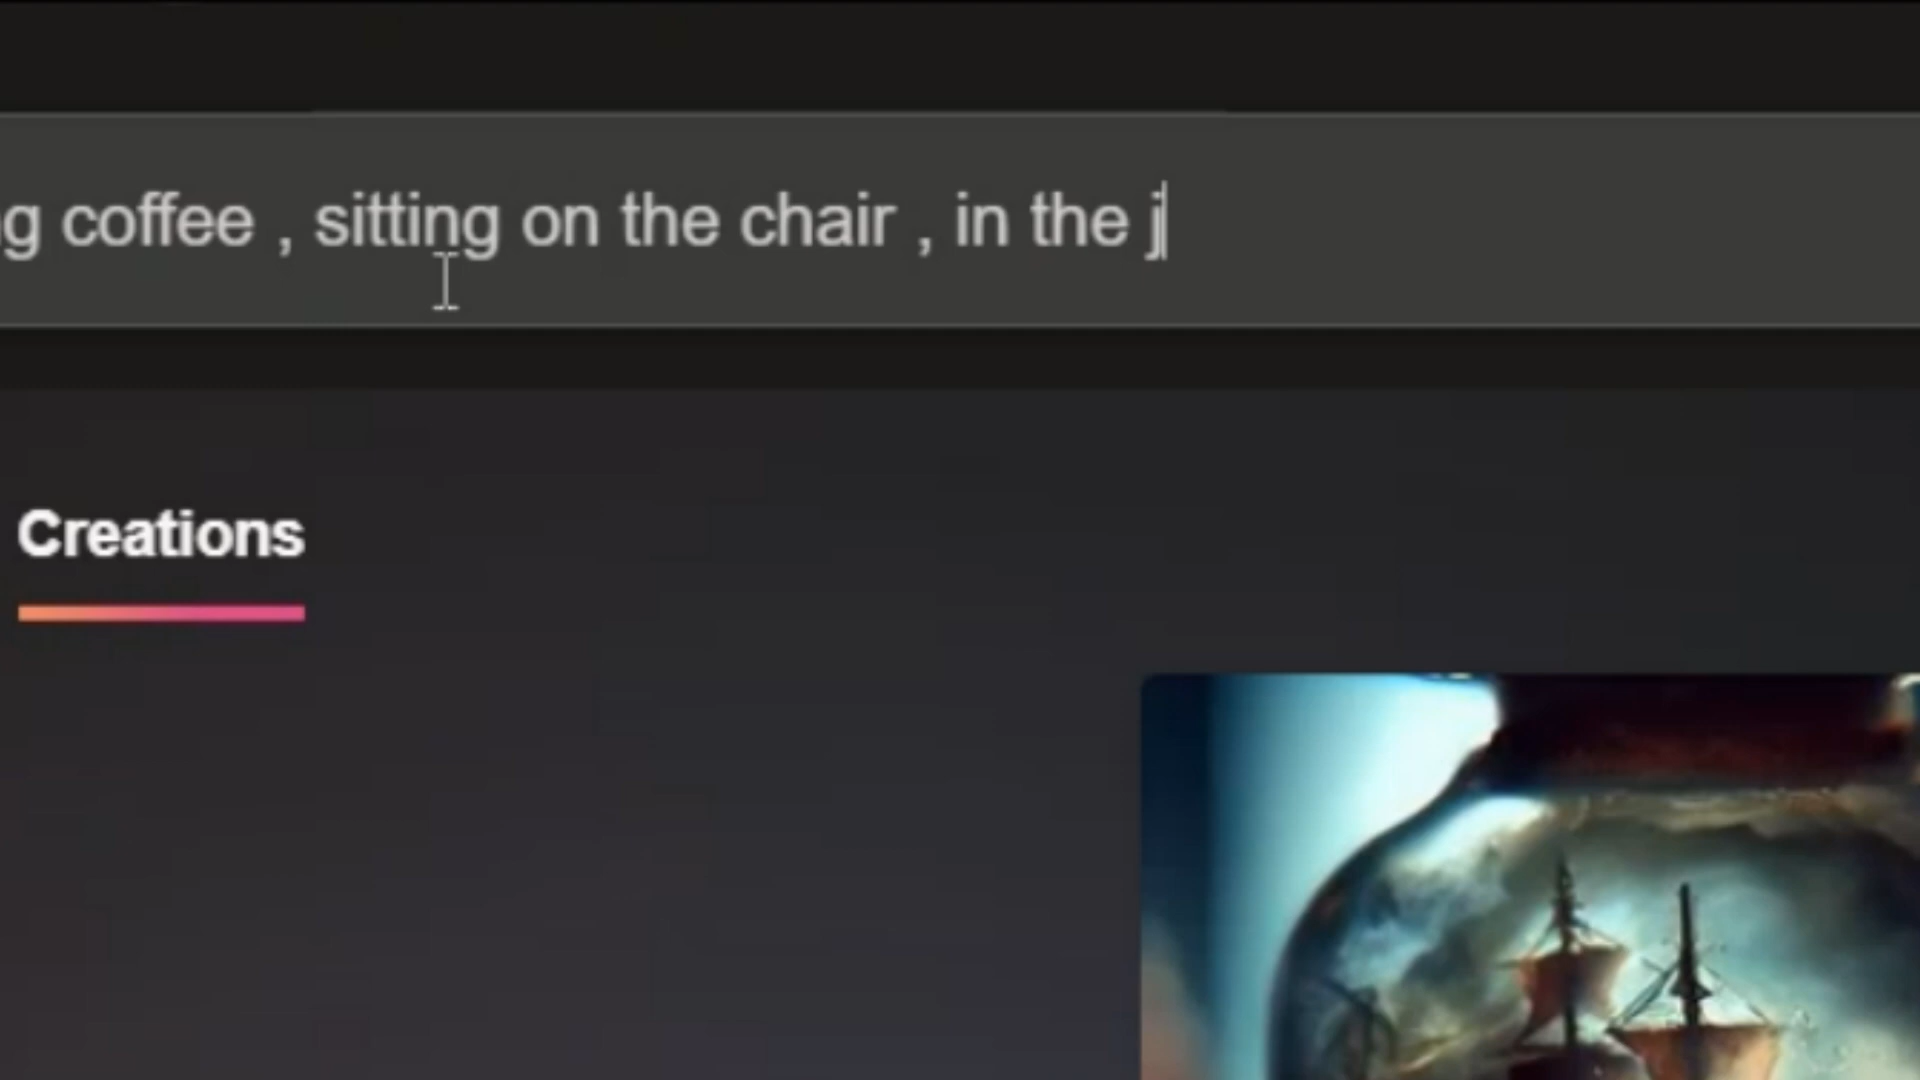 g coffee , sitting on the chair , in the j
Creations